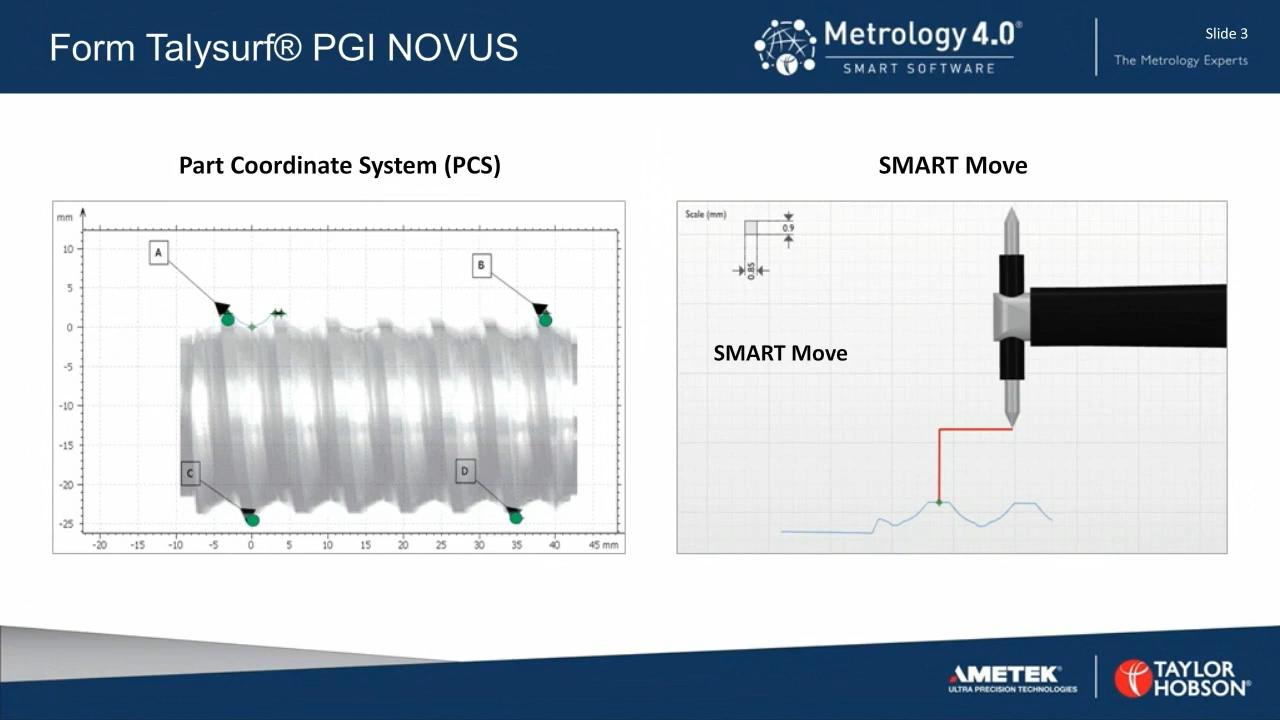 Form Talysurf® PGI NOVUS
Metrology 4.0®
SMART SOFTWARE
Slide 3
The Metrology Experts
Part Coordinate System (PCS)
SMART Move
mm
10
5
0
-5
-10
-15
-20
-25
A
B
C
D
-20 -15 -10 -5 0 5 10 15 20 25 30 35 40 45 mm
Scale (mm)
0.9
0.85
SMART Move
AMETEK®
ULTRA PRECISION TECHNOLOGIES
TAYLOR
HOBSON®